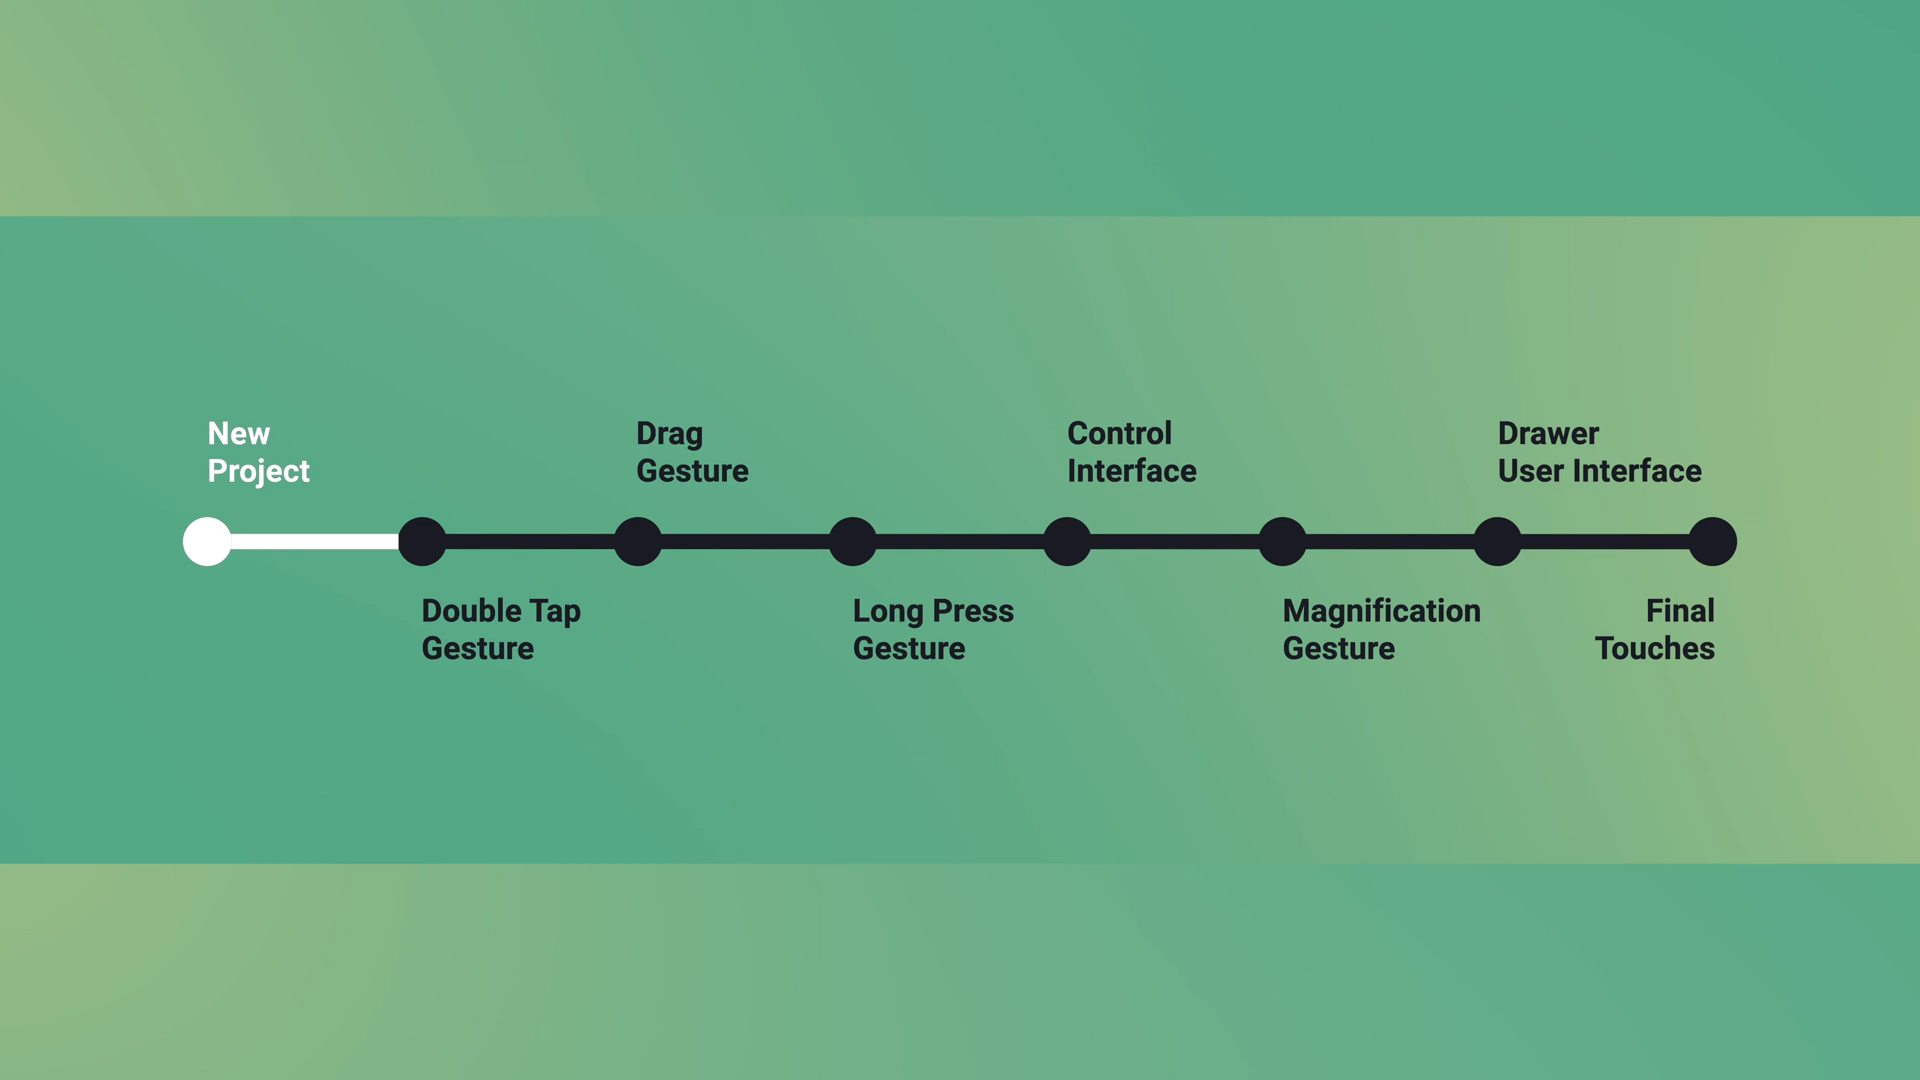 New
Project
Double Tap
Gesture
Drag
Gesture
Long Press
Gesture
Control
Interface
Magnification
Gesture
Drawer
User Interface
Final
Touches